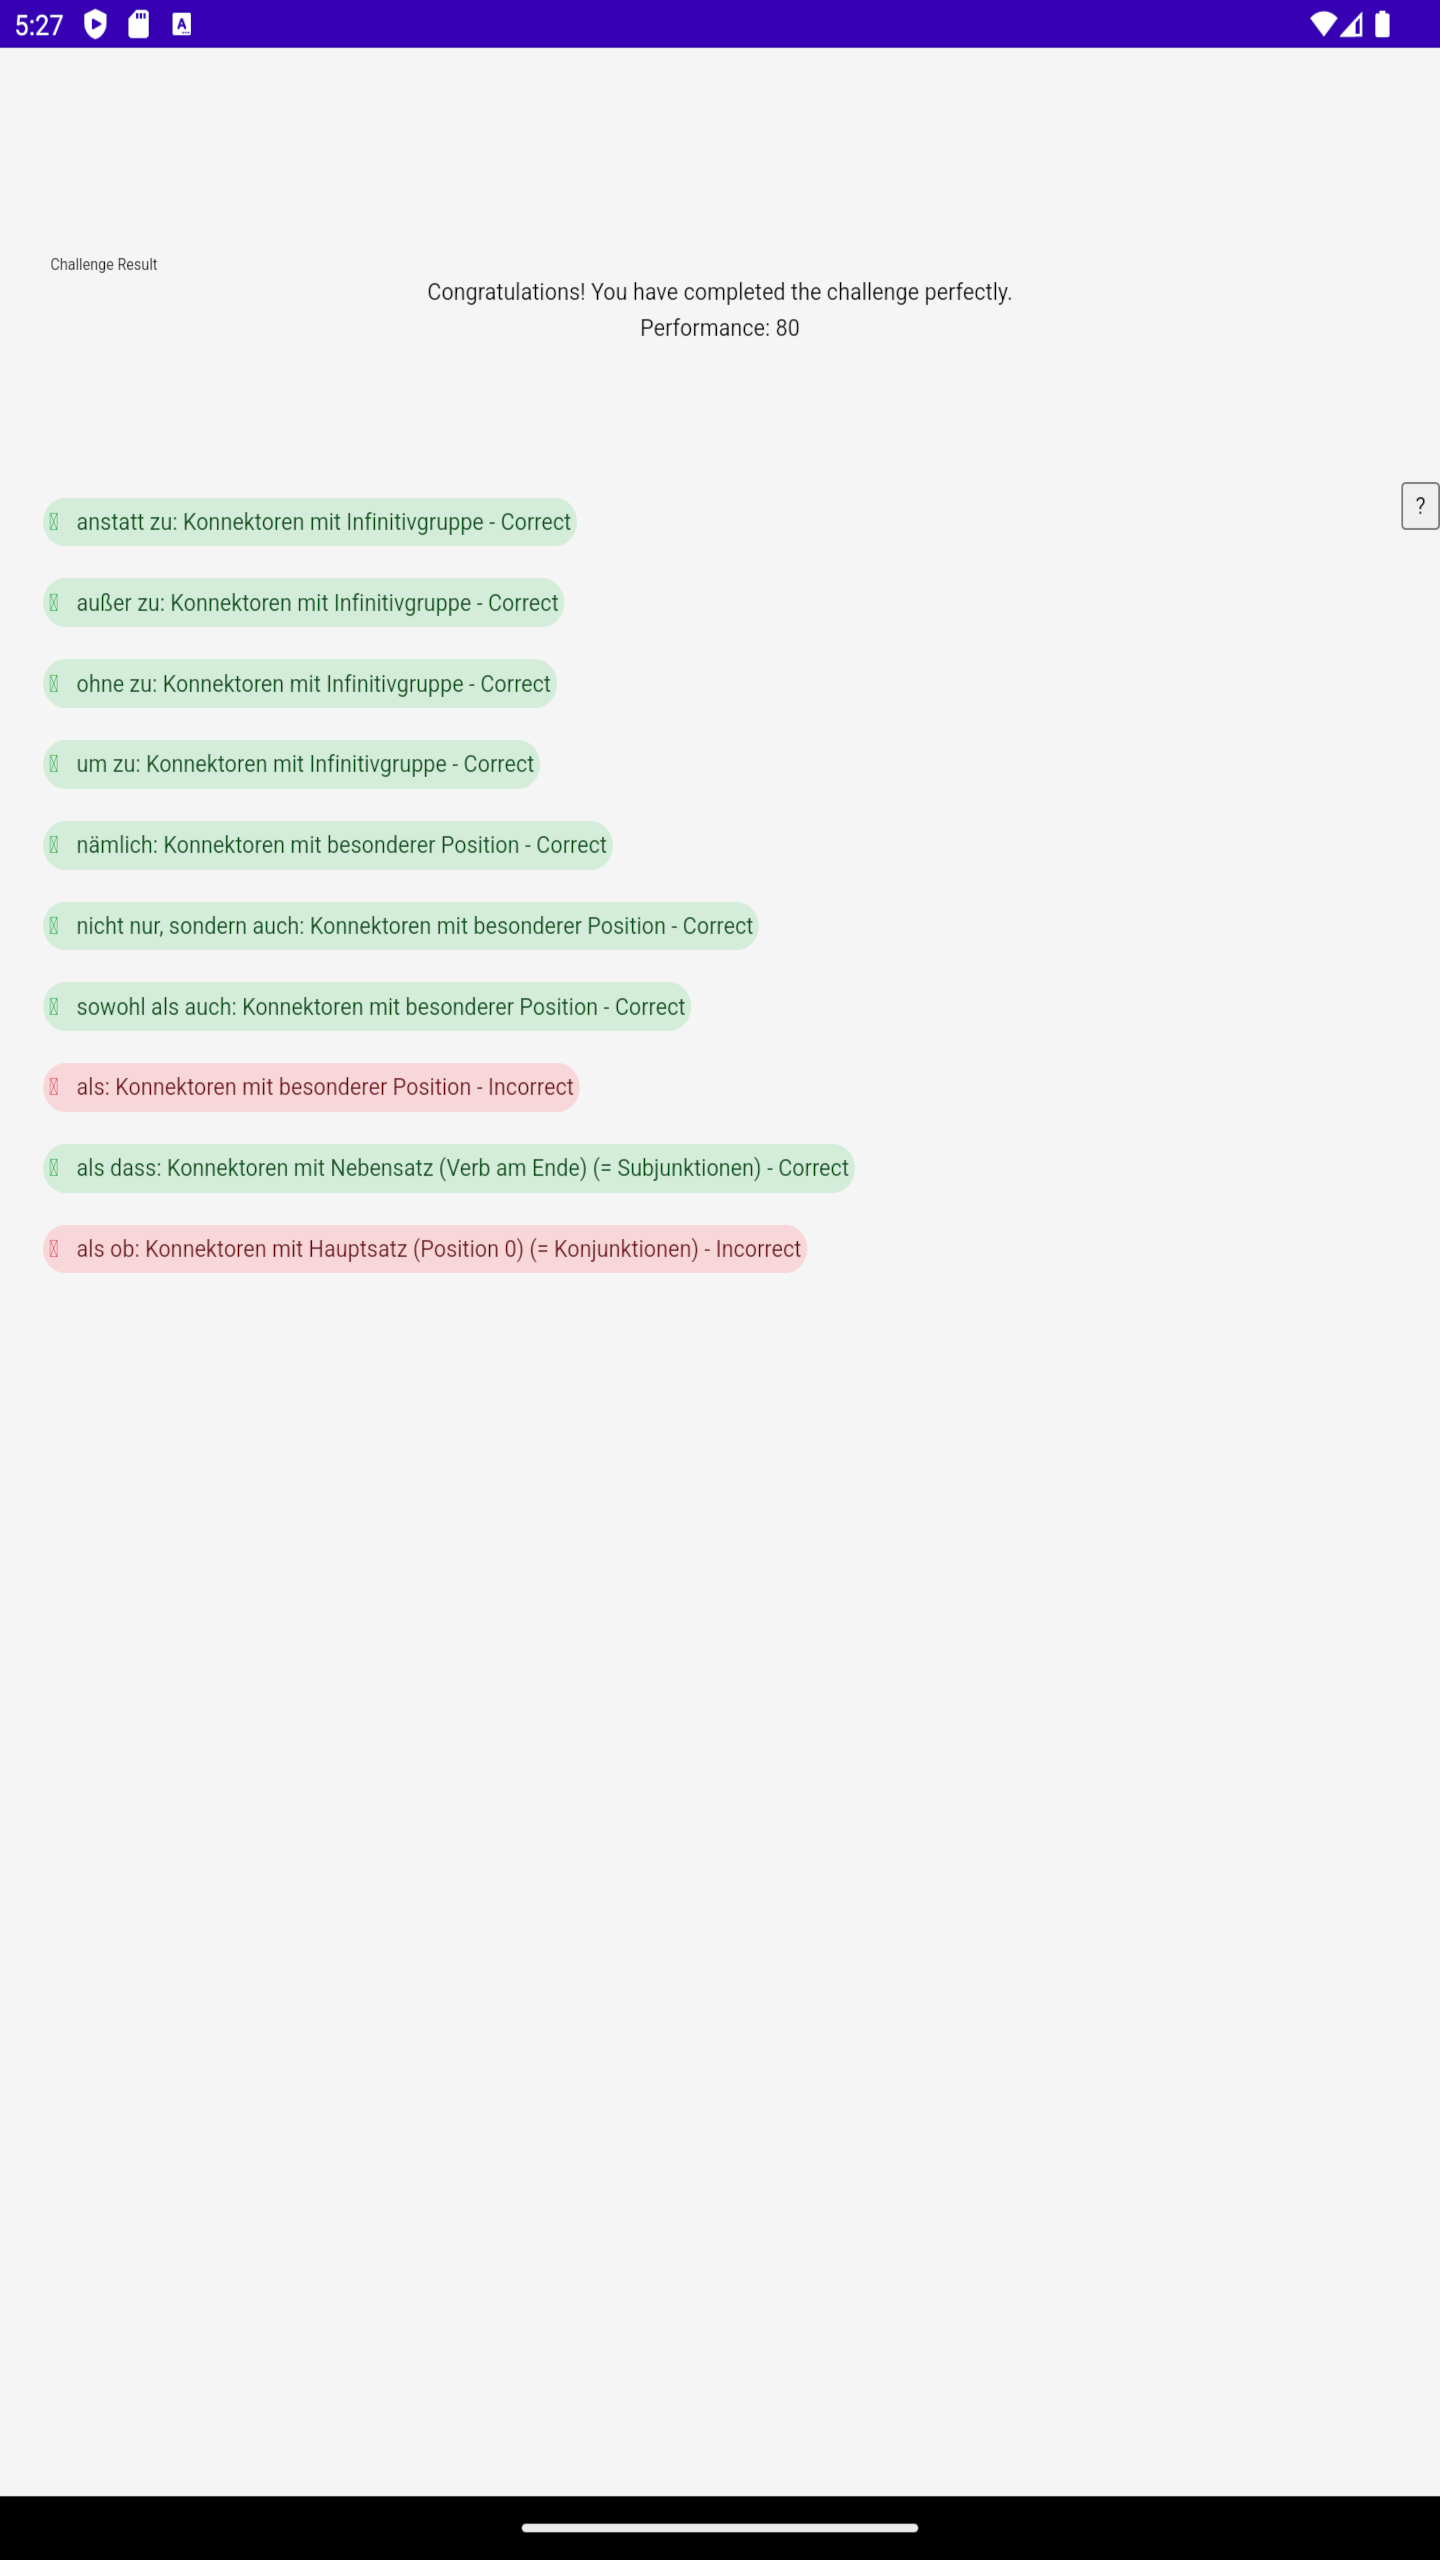 5:27
Challenge Result
Congratulations! You have completed the challenge perfectly.
Performance: 80
?
anstatt zu: Konnektoren mit Infinitivgruppe - Correct
außer zu: Konnektoren mit Infinitivgruppe - Correct
ohne zu: Konnektoren mit Infinitivgruppe - Correct
um zu: Konnektoren mit Infinitivgruppe - Correct
nämlich: Konnektoren mit besonderer Position - Correct
nicht nur, sondern auch: Konnektoren mit besonderer Position - Correct
sowohl als auch: Konnektoren mit besonderer Position - Correct
als: Konnektoren mit besonderer Position - Incorrect
als dass: Konnektoren mit Nebensatz (Verb am Ende) (= Subjunktionen) - Correct
als ob: Konnektoren mit Hauptsatz (Position 0) (= Konjunktionen) - Incorrect